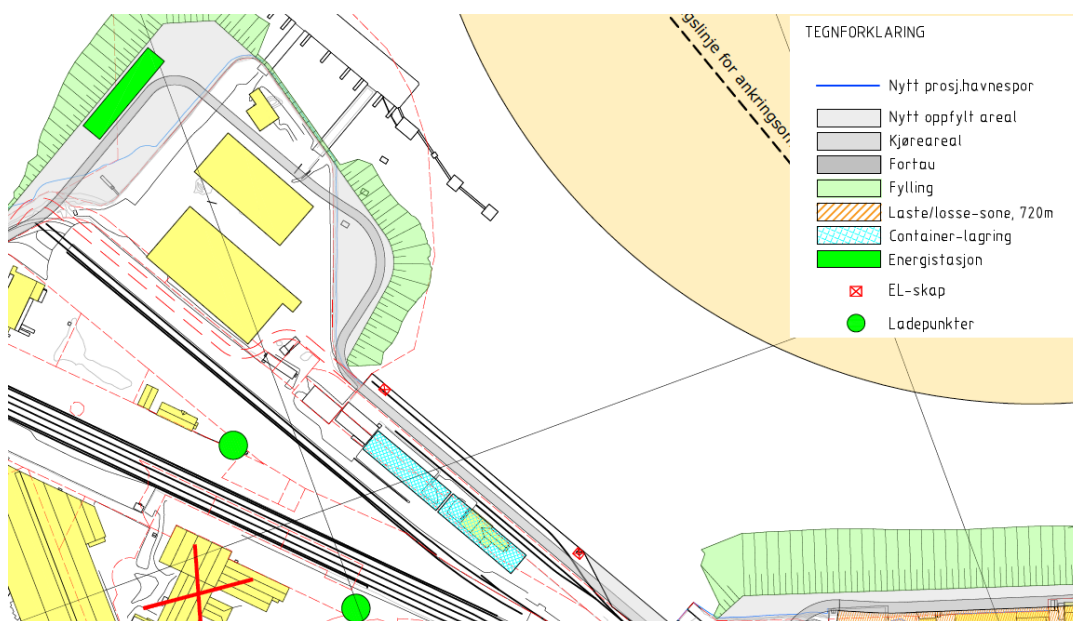 gslinje for ankringsom
TEGNFORKLARING
Nytt prosj.havnespor
Nytt oppfylt areal
Kjøreareal
Fortau
Fylling
Laste/losse-sone, 720m
Container-lagring
Energistasjon
EL-skap
Ladepunkter